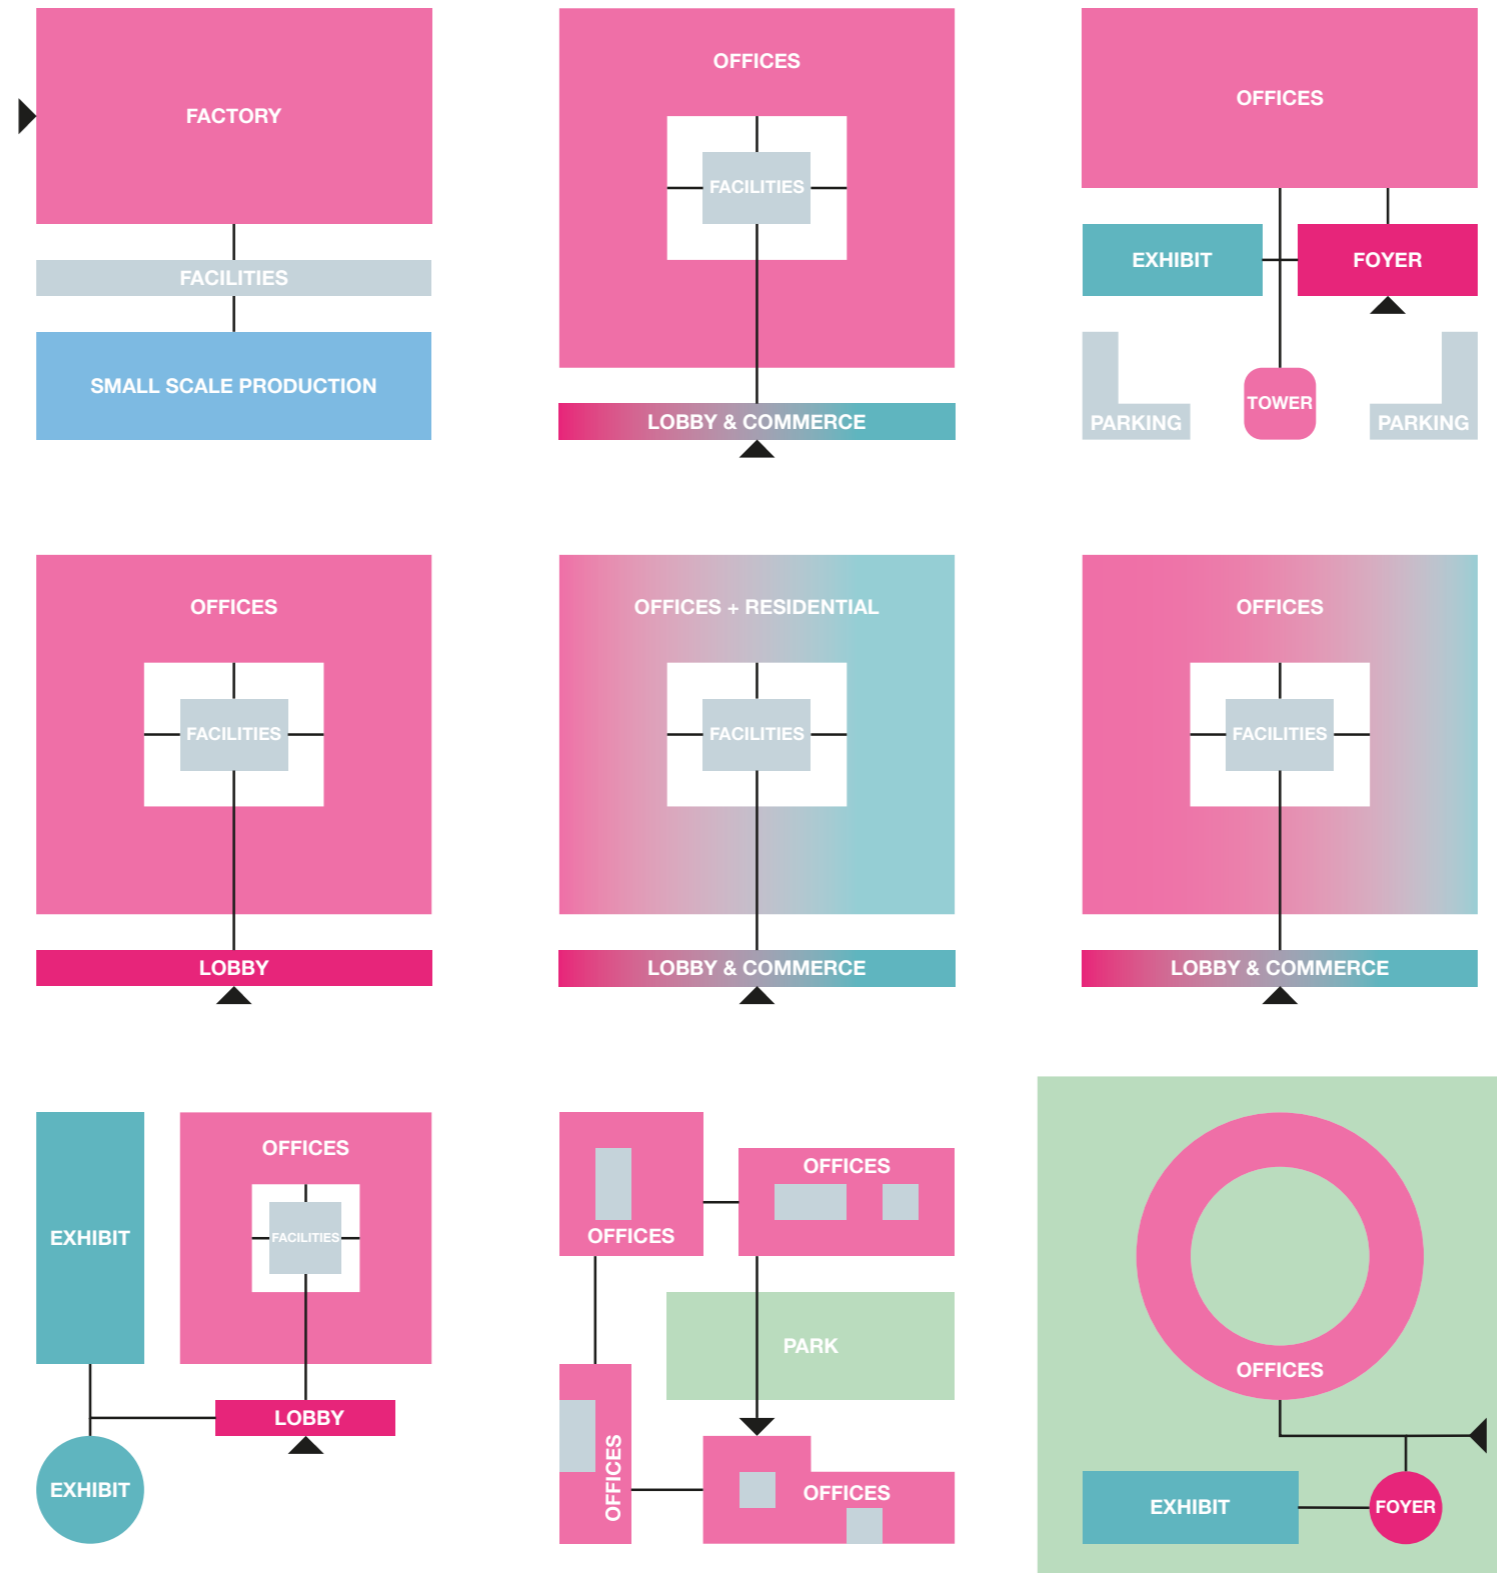 FACTORY
FACILITIES
SMALL SCALE PRODUCTION
OFFICES
FACILITIES
LOBBY & COMMERCE
OFFICES
EXHIBIT
FOYER
TOWER
PARKING
PARKING
OFFICES
FACILITIES
LOBBY
OFFICES + RESIDENTIAL
FACILITIES
LOBBY & COMMERCE
OFFICES
FACILITIES
LOBBY & COMMERCE
OFFICES
EXHIBIT
FACILITIES
LOBBY
EXHIBIT
OFFICES
OFFICES
PARK
OFFICES
OFFICES
OFFICES
EXHIBIT
FOYER